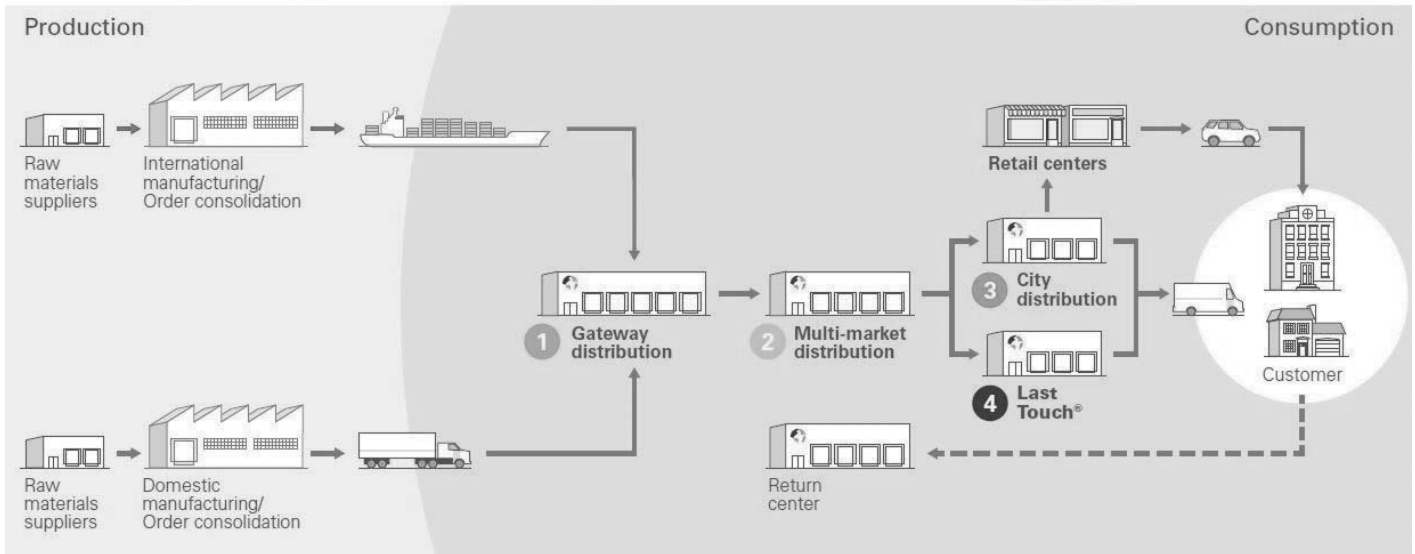 Production
Consumption
Raw
materials
suppliers
International
manufacturing/
Order consolidation
Retail centers
1 Gateway
distribution
2 Multi-market
distribution
3 City
distribution
4 Last
Touch®
Customer
Raw
materials
suppliers
Domestic
manufacturing/
Order consolidation
Return
center